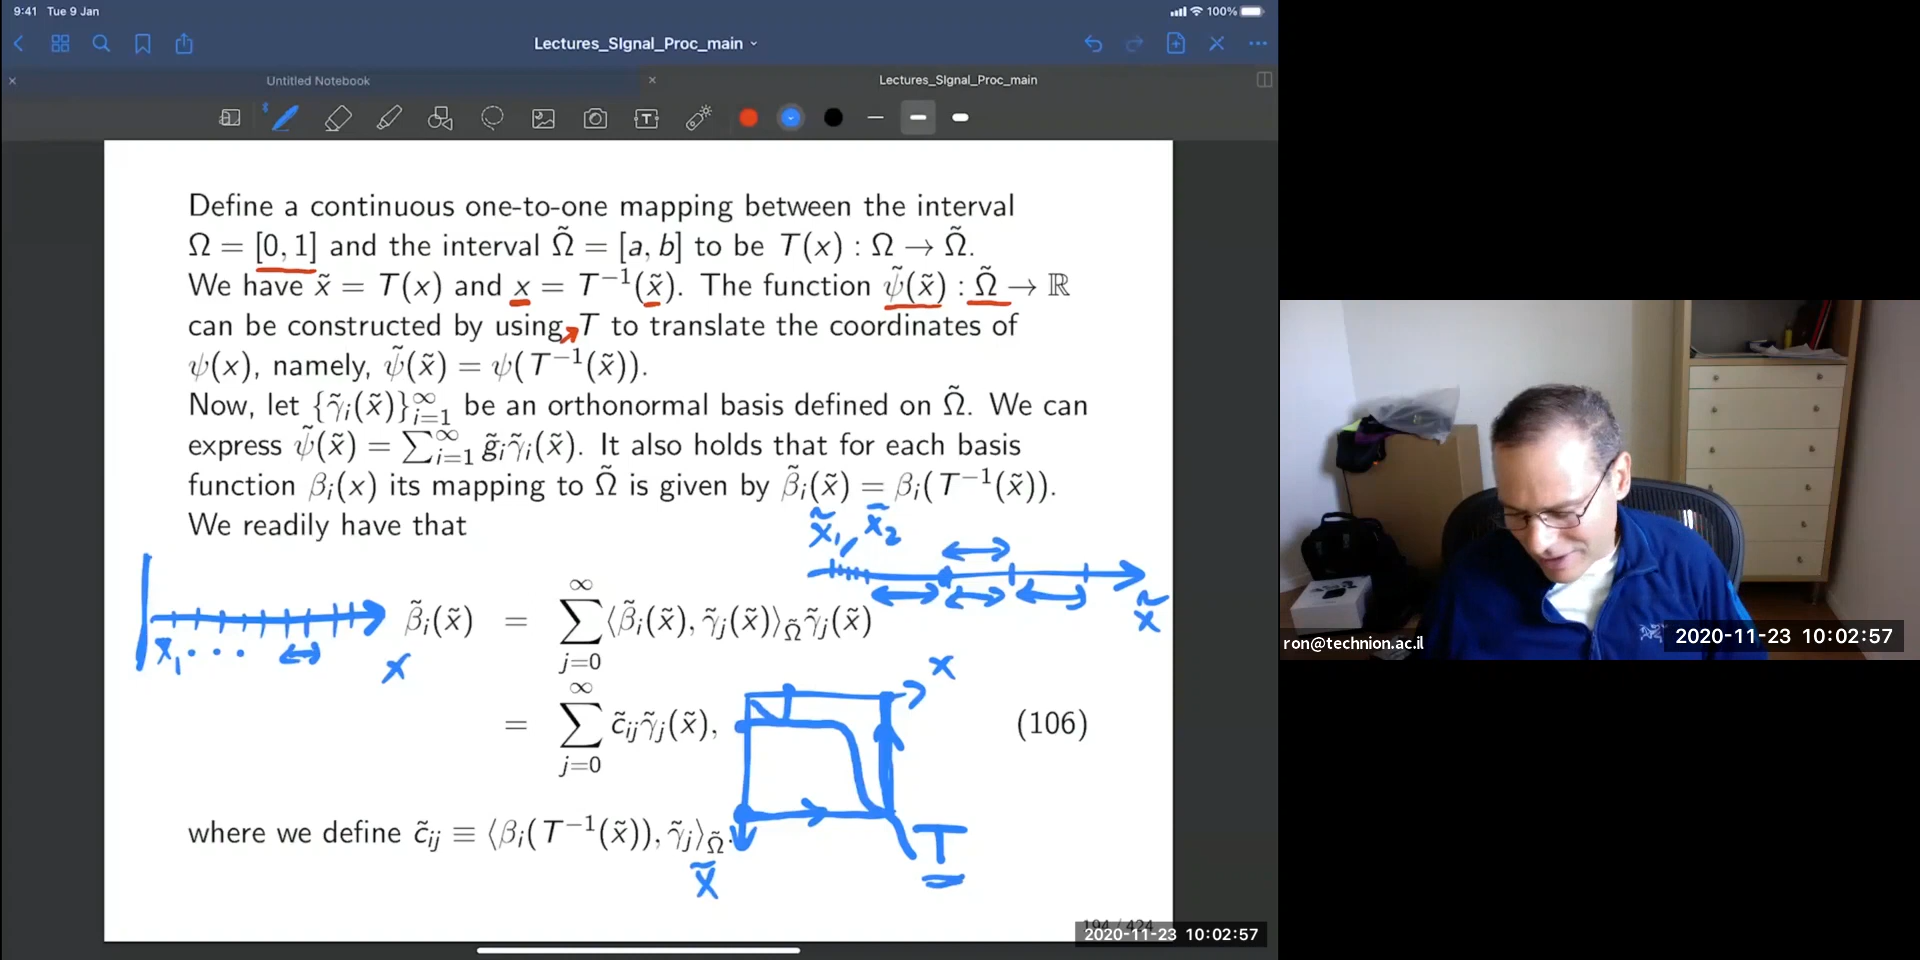 9:41 Tue 9 Jan
100%
Lectures_SIgnal_Proc_main
Untitled Notebook
Lectures_SIgnal_Proc_main
Define a continuous one-to-one mapping between the interval
Ω = [0, 1] and the interval Ω̃ = [a, b] to be T(x) : Ω → Ω̃.
We have x̃ = T(x) and x = T⁻¹(x̃). The function ψ̃(x̃) : Ω̃ → ℝ
can be constructed by using T to translate the coordinates of
ψ(x), namely, ψ̃(x̃) = ψ(T⁻¹(x̃)).
Now, let {γ̃ᵢ(x̃)}∞ᵢ₌₁ be an orthonormal basis defined on Ω̃. We can
express ψ̃(x̃) = ∑∞ᵢ₌₁ g̃ᵢγ̃ᵢ(x̃). It also holds that for each basis
function βᵢ(x) its mapping to Ω̃ is given by β̃ᵢ(x̃) = βᵢ(T⁻¹(x̃)).
We readily have that
x̃₁, x̃₂
x̃
x₁ . . .
x
β̃ᵢ(x̃) = ∑∞ⱼ₌₀ ⟨β̃ᵢ(x̃), γ̃ⱼ(x̃)⟩Ω̃ γ̃ⱼ(x̃)
x
= ∑∞ⱼ₌₀ c̃ᵢⱼγ̃ⱼ(x̃), (106)
where we define c̃ᵢⱼ ≡ ⟨βᵢ(T⁻¹(x̃)), γ̃ⱼ⟩Ω̃.
T
x̃
194 / 424
2020-11-23 10:02:57
ron@technion.ac.il
2020-11-23 10:02:57